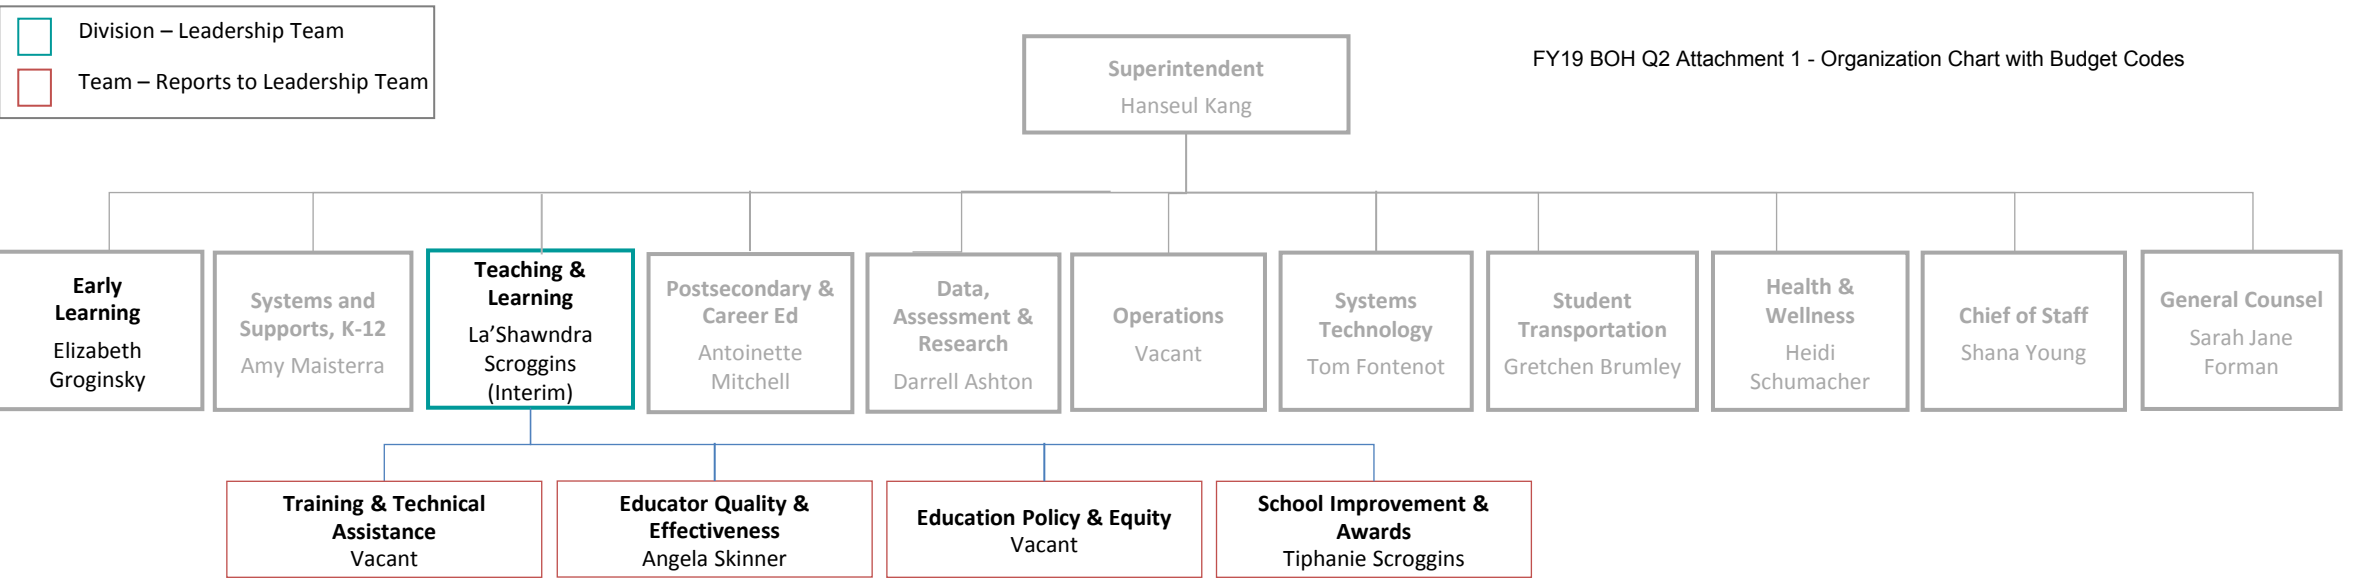 Division – Leadership Team
Team – Reports to Leadership Team
FY19 BOH Q2 Attachment 1 - Organization Chart with Budget Codes
Superintendent
Hanseul Kang
Early
Learning
Elizabeth
Groginsky
Systems and
Supports, K-12
Amy Maisterra
Teaching &
Learning
La’Shawndra
Scroggins
(Interim)
Postsecondary &
Career Ed
Antoinette
Mitchell
Data,
Assessment &
Research
Darrell Ashton
Operations
Vacant
Systems
Technology
Tom Fontenot
Student
Transportation
Gretchen Brumley
Health &
Wellness
Heidi
Schumacher
Chief of Staff
Shana Young
General Counsel
Sarah Jane
Forman
Training & Technical
Assistance
Vacant
Educator Quality &
Effectiveness
Angela Skinner
Education Policy & Equity
Vacant
School Improvement &
Awards
Tiphanie Scroggins